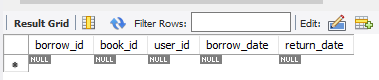 Result Grid Filter Rows: Edit:
borrow_id book_id user_id borrow_date return_date
NULL NULL NULL NULL NULL